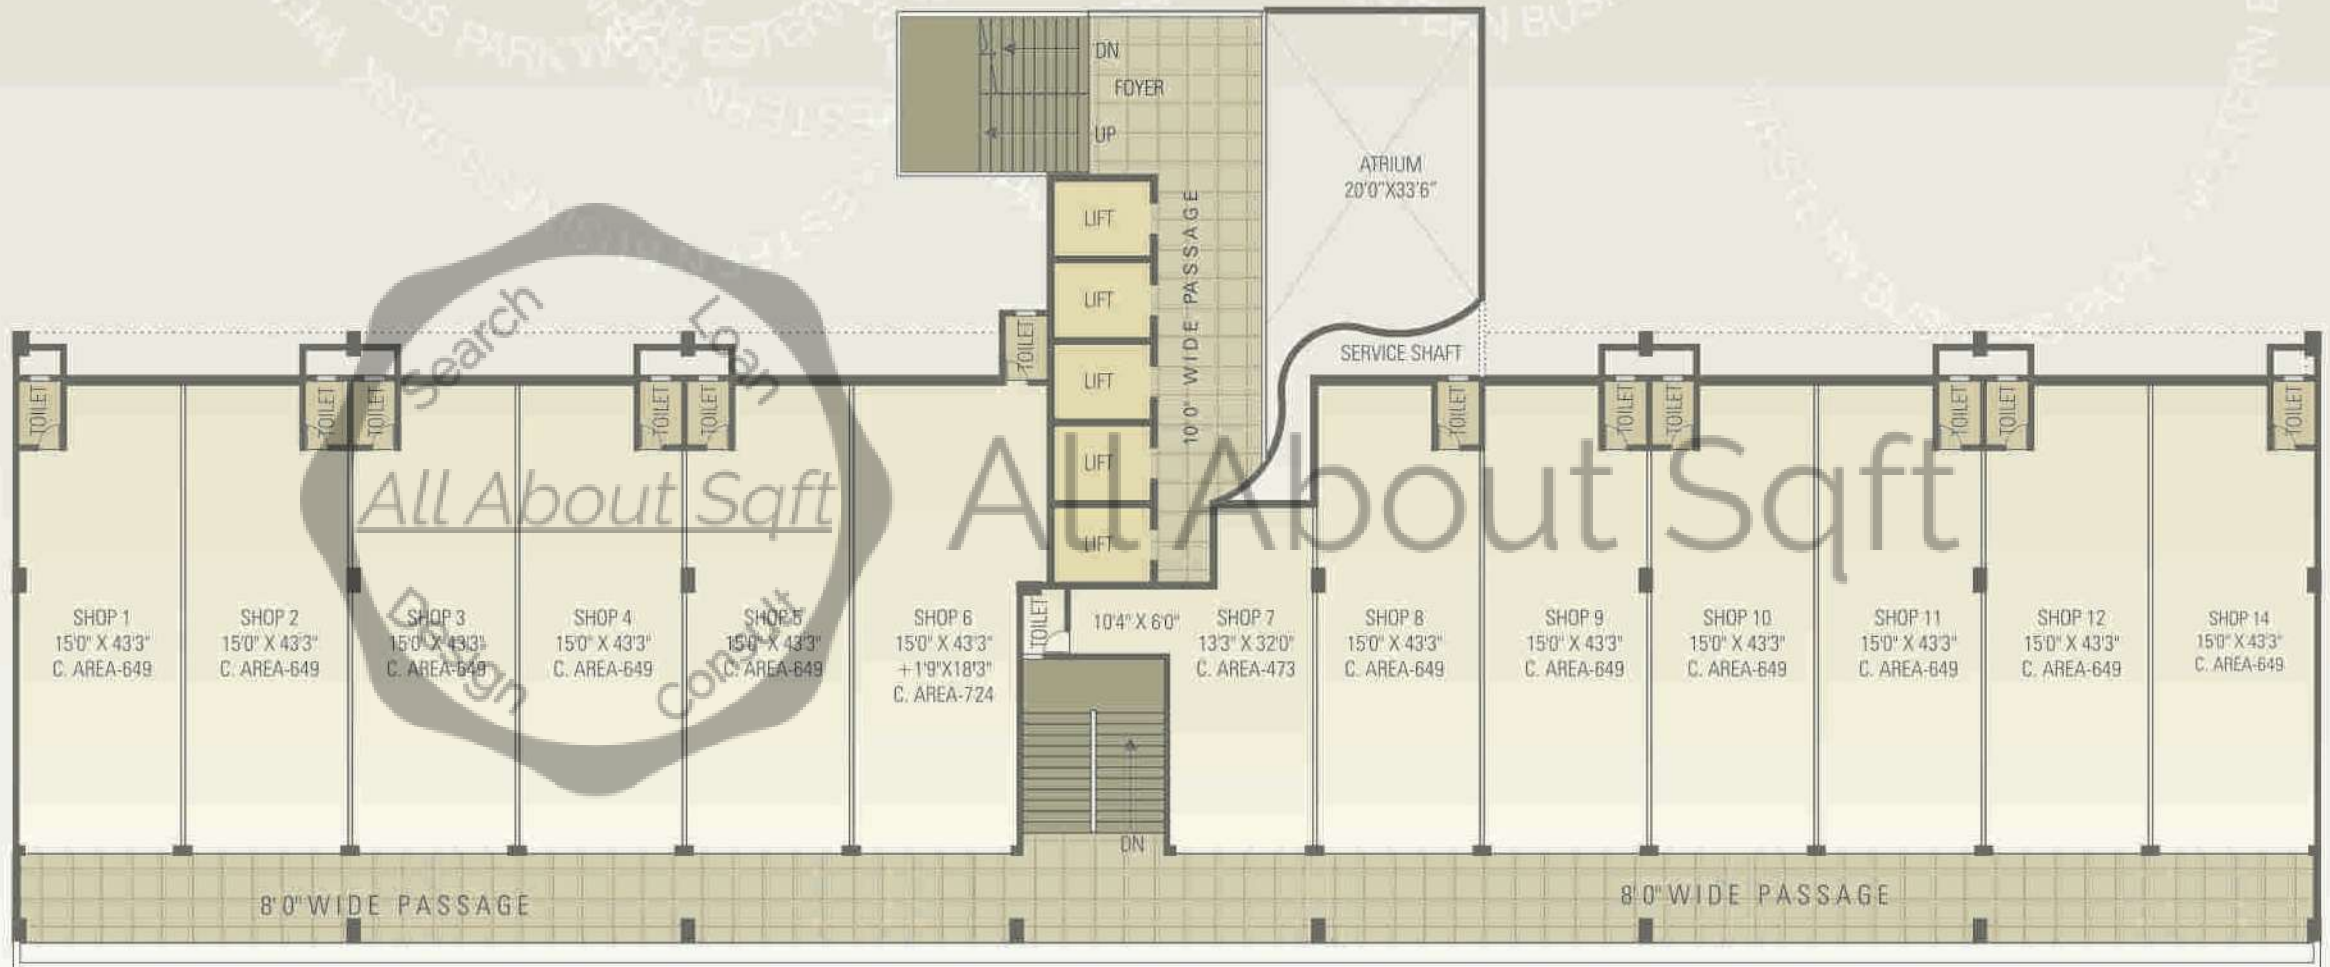 DN
FOYER
UP
ATRIUM
20'0"X33'6"
LIFT
LIFT
LIFT
LIFT
LIFT
10'0" WIDE PASSAGE
SERVICE SHAFT
TOILET
TOILET
TOILET
TOILET
TOILET
TOILET
TOILET
TOILET
TOILET
TOILET
TOILET
TOILET
TOILET
Search
Loan
All About Sqft
Design
Consult
All About Sqft
SHOP 1
15'0" X 43'3"
C. AREA-649
SHOP 2
15'0" X 43'3"
C. AREA-649
SHOP 3
15'0" X 43'3"
C. AREA-649
SHOP 4
15'0" X 43'3"
C. AREA-649
SHOP 5
15'0" X 43'3"
C. AREA-649
SHOP 6
15'0" X 43'3"
+1'9"X18'3"
C. AREA-724
10'4" X 6'0"
SHOP 7
13'3" X 32'0"
C. AREA-473
SHOP 8
15'0" X 43'3"
C. AREA-649
SHOP 9
15'0" X 43'3"
C. AREA-649
SHOP 10
15'0" X 43'3"
C. AREA-649
SHOP 11
15'0" X 43'3"
C. AREA-649
SHOP 12
15'0" X 43'3"
C. AREA-649
SHOP 14
15'0" X 43'3"
C. AREA-649
DN
8'0" WIDE PASSAGE
8'0" WIDE PASSAGE